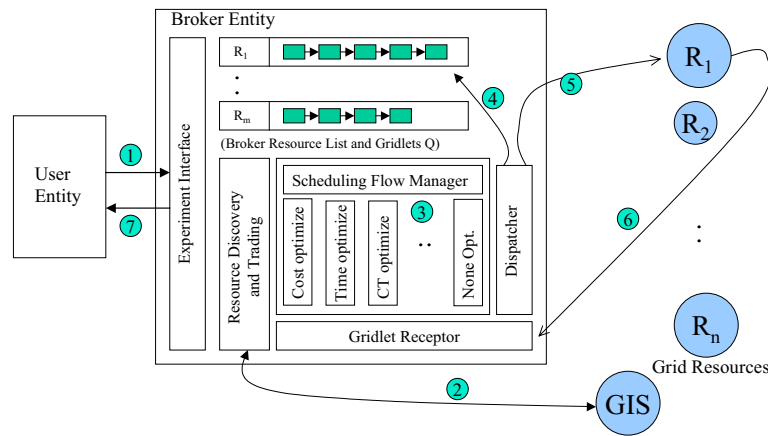 Broker Entity
R1
:
Rm
(Broker Resource List and Gridlets Q)
User
Entity
1
7
Experiment Interface
Resource Discovery
and Trading
Scheduling Flow Manager
Cost optimize
Time optimize
CT optimize
3
..
None Opt.
Dispatcher
Gridlet Receptor
4
5
6
2
R1
R2
:
Rn
Grid Resources
GIS